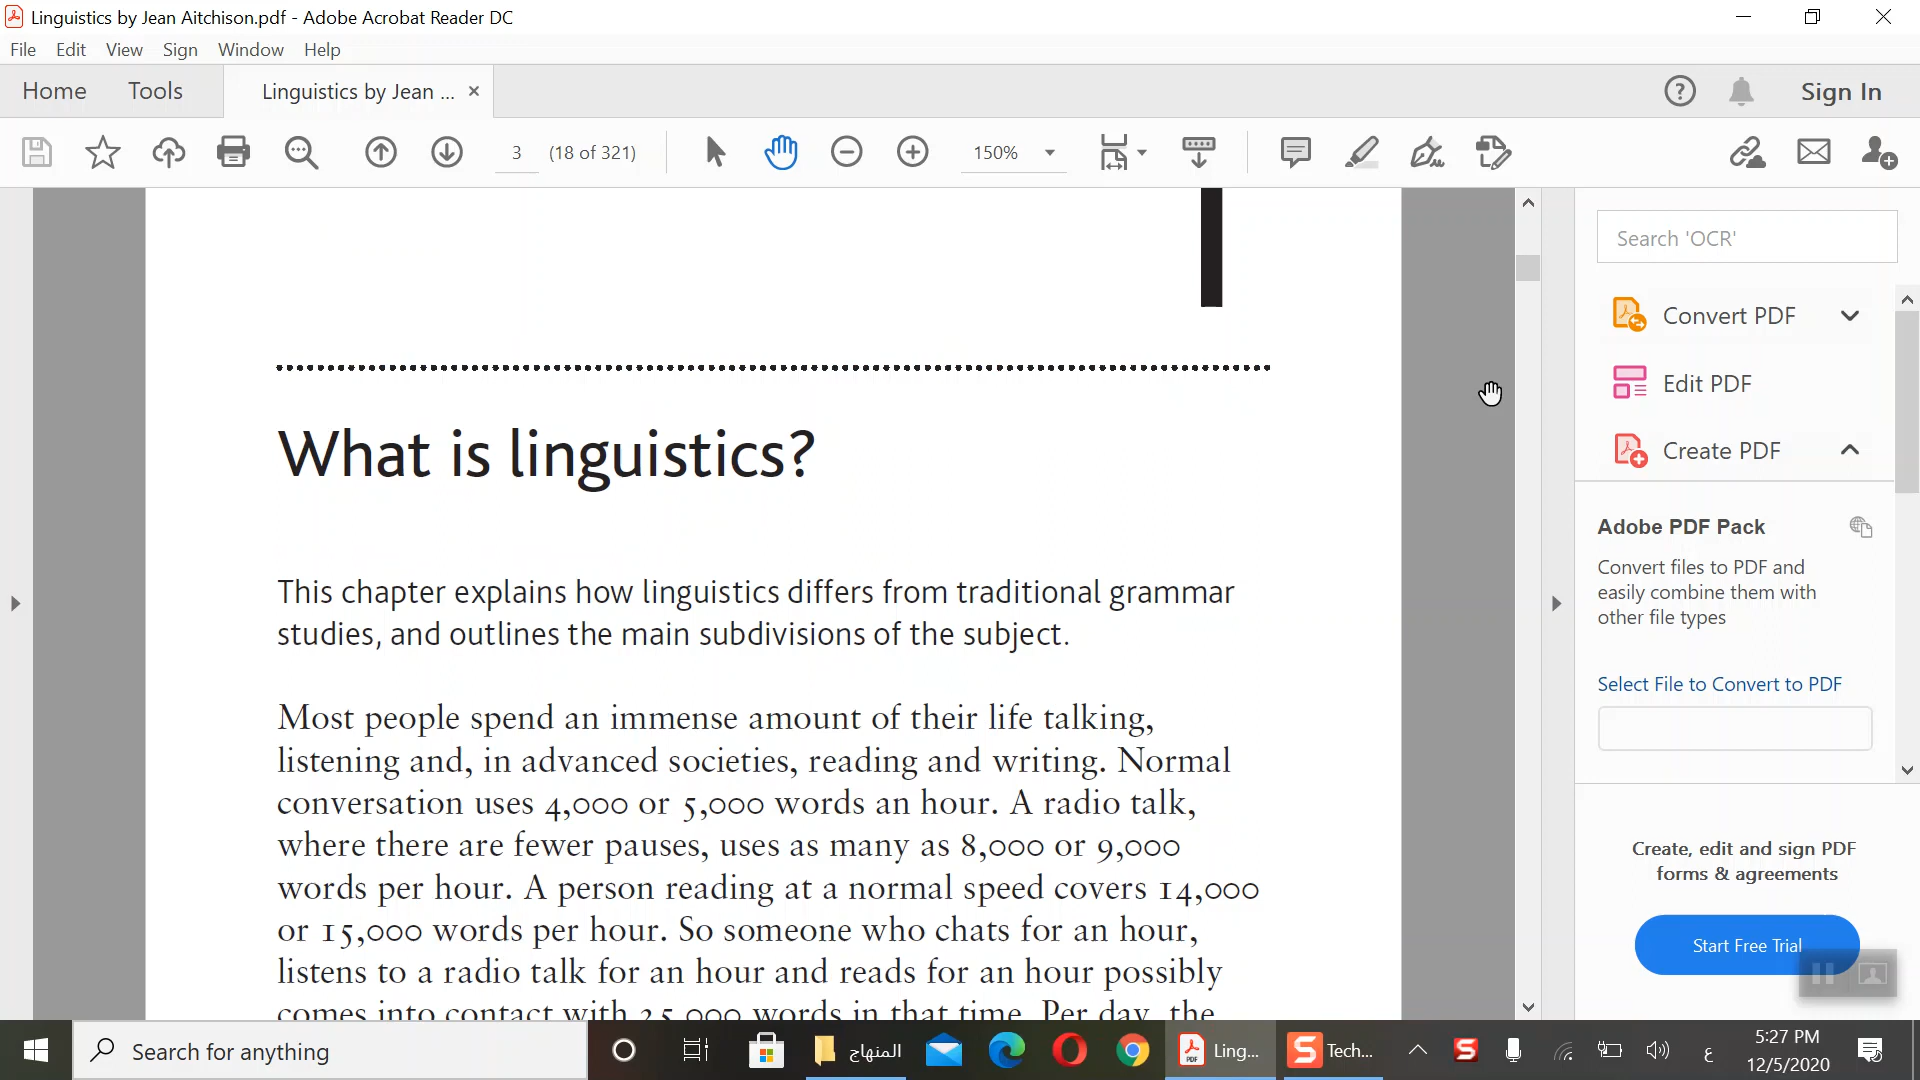 Linguistics by Jean Aitchison.pdf - Adobe Acrobat Reader DC
File Edit View Sign Window Help
Home Tools Linguistics by Jean ... × Sign In
3 (18 of 321) 150%
Search 'OCR'
Convert PDF
Edit PDF
Create PDF
Adobe PDF Pack
Convert files to PDF and
easily combine them with
other file types
Select File to Convert to PDF
Create, edit and sign PDF
forms & agreements
Start Free Trial
What is linguistics?
This chapter explains how linguistics differs from traditional grammar
studies, and outlines the main subdivisions of the subject.
Most people spend an immense amount of their life talking,
listening and, in advanced societies, reading and writing. Normal
conversation uses 4,000 or 5,000 words an hour. A radio talk,
where there are fewer pauses, uses as many as 8,000 or 9,000
words per hour. A person reading at a normal speed covers 14,000
or 15,000 words per hour. So someone who chats for an hour,
listens to a radio talk for an hour and reads for an hour possibly
comes into contact with 25,000 words in that time. Per day, the
Search for anything
المنهاج
Ling...
Tech...
ع
5:27 PM
12/5/2020